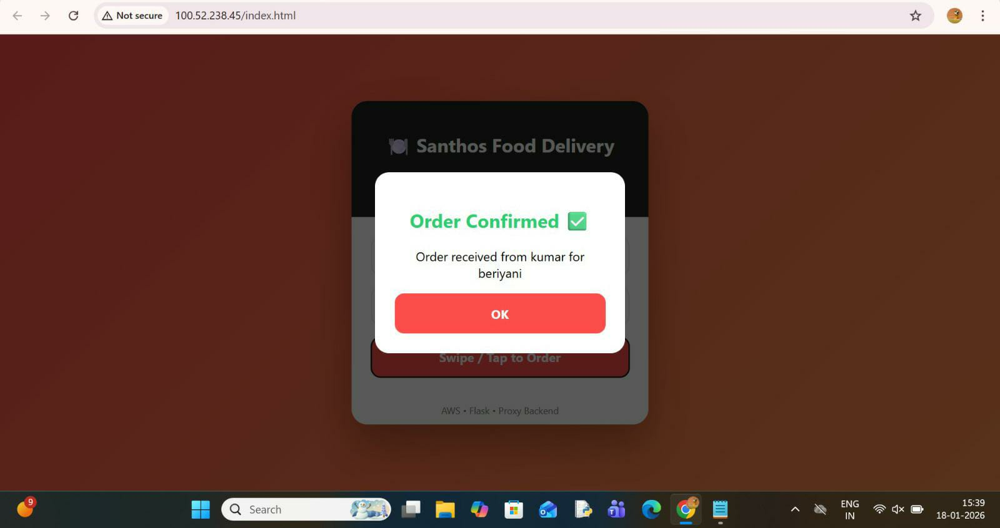 Not secure
100.52.238.45/index.html
Santhos Food Delivery
Order Confirmed
Order received from kumar for
beriyani
OK
Swipe / Tap to Order
AWS • Flask • Proxy Backend
9
Search
ENG
IN
15:39
18-01-2026